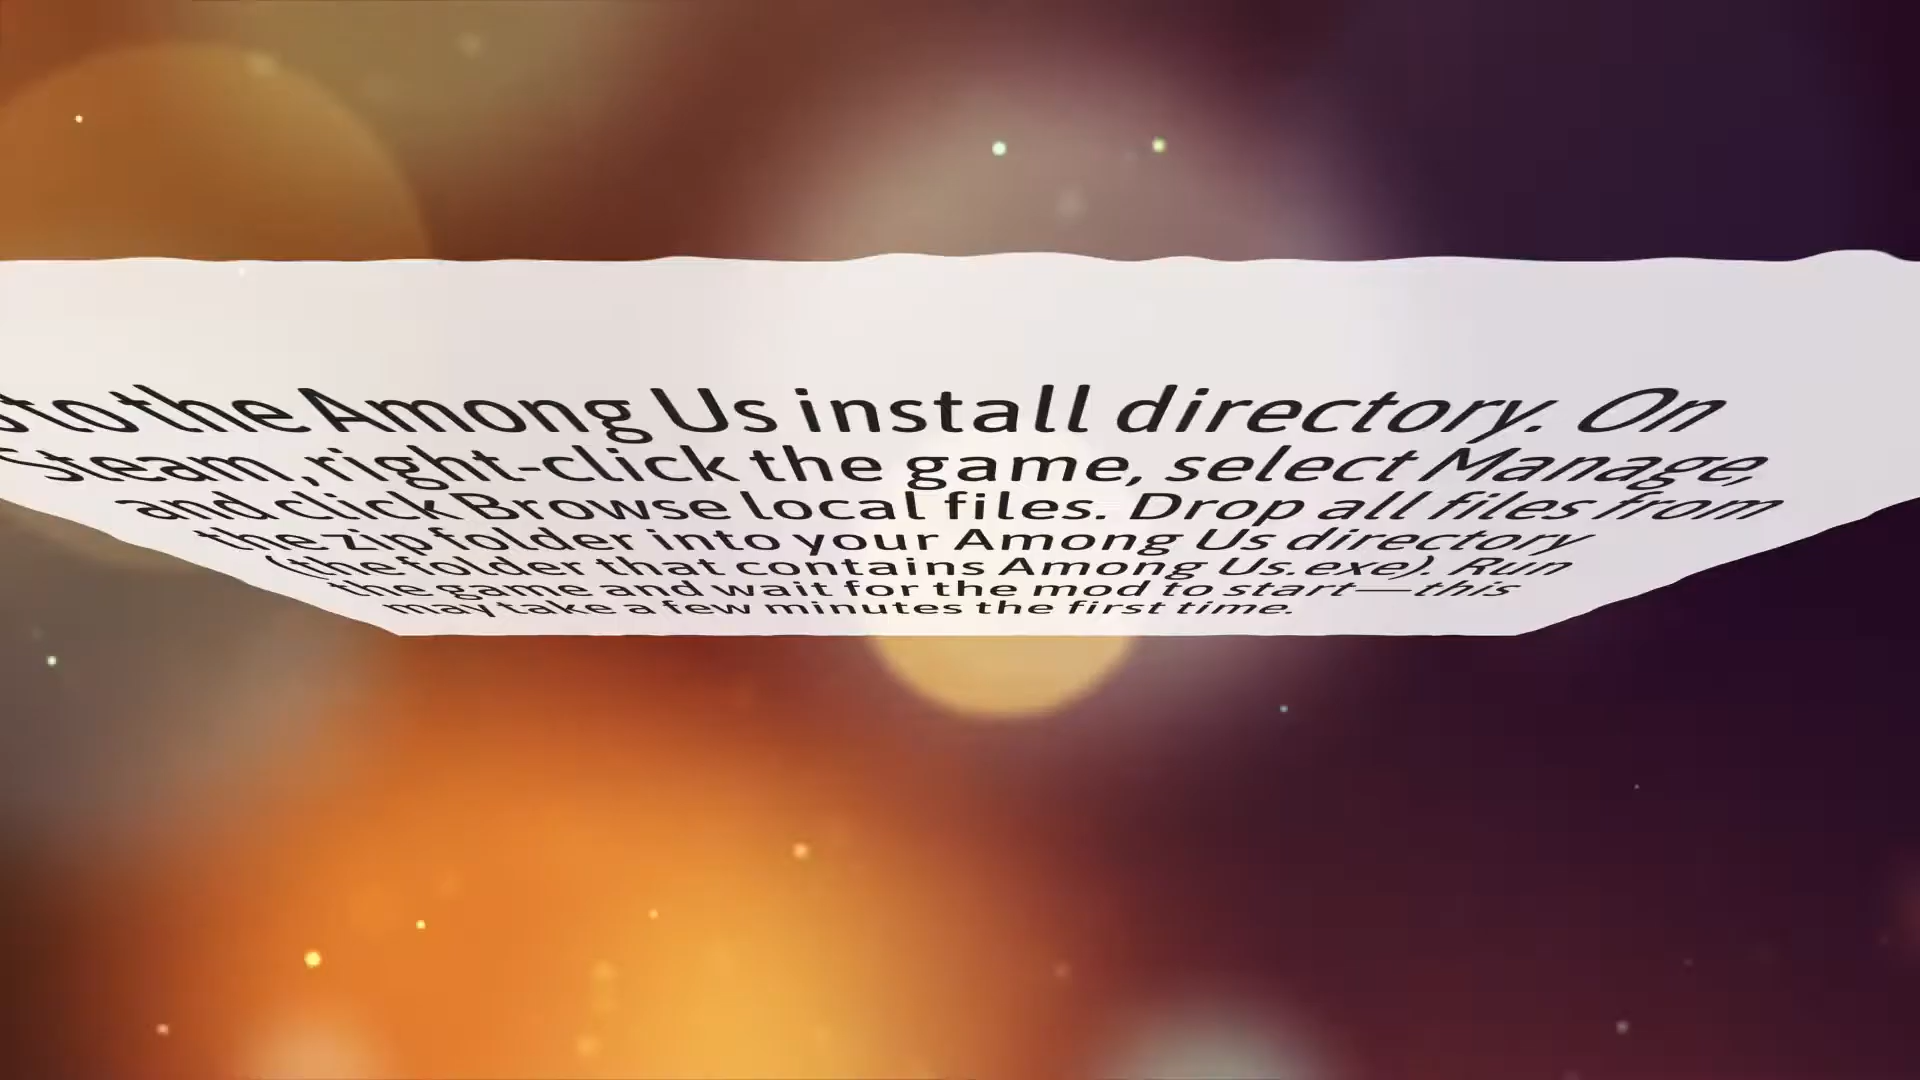 to the Among Us install directory. On
Steam, right-click the game, select Manage,
and click Browse local files. Drop all files from
the zip folder into your Among Us directory
(the folder that contains Among Us.exe). Run
the game and wait for the mod to start—this
may take a few minutes the first time.